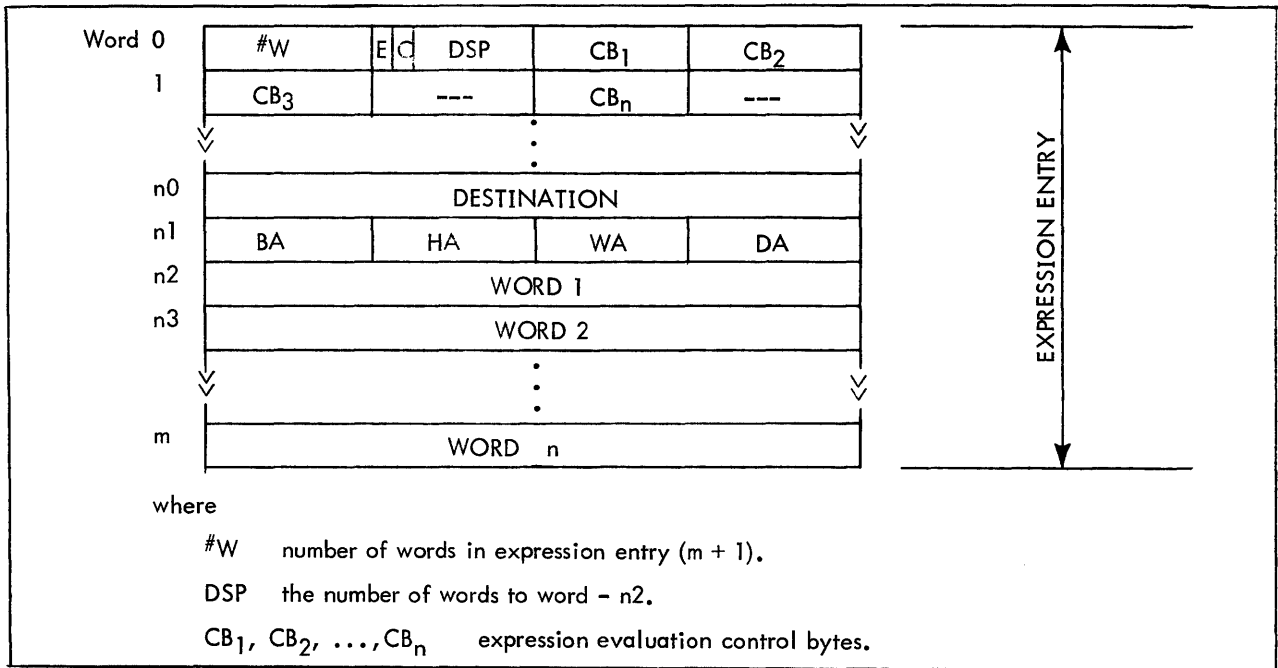 Word 0 #W E C DSP CB1 CB2
1 CB3 --- CBn ---
n0 DESTINATION
n1 BA HA WA DA
n2 WORD 1
n3 WORD 2
m WORD n
EXPRESSION ENTRY
where
#W number of words in expression entry (m + 1).
DSP the number of words to word - n2.
CB1, CB2, ...,CBn expression evaluation control bytes.